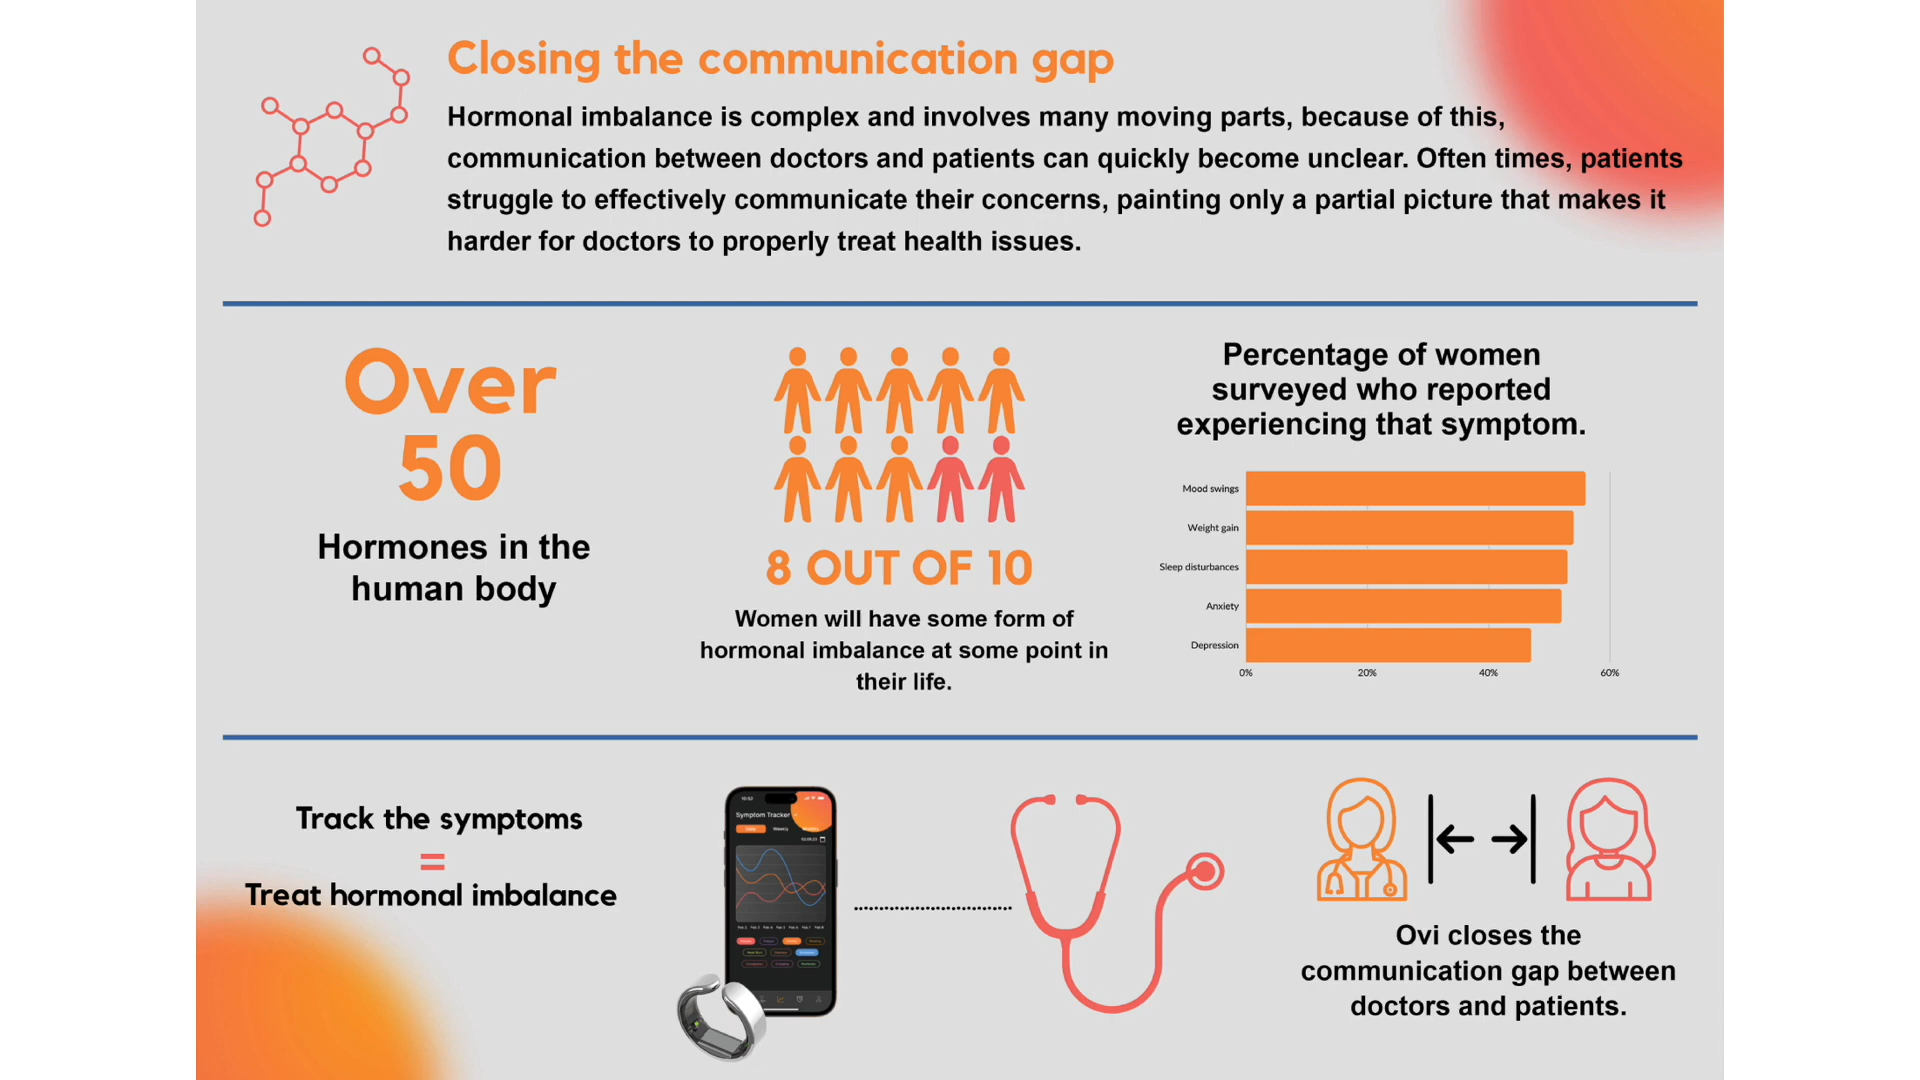 Closing the communication gap
Hormonal imbalance is complex and involves many moving parts, because of this,
communication between doctors and patients can quickly become unclear. Often times, patients
struggle to effectively communicate their concerns, painting only a partial picture that makes it
harder for doctors to properly treat health issues.
Over
50
Hormones in the
human body
8 OUT OF 10
Women will have some form of
hormonal imbalance at some point in
their life.
Percentage of women
surveyed who reported
experiencing that symptom.
Mood swings
Weight gain
Sleep disturbances
Anxiety
Depression
0% 20% 40% 60%
Track the symptoms
=
Treat hormonal imbalance
10:52
Symptom Tracker
Weekly
Ovi closes the
communication gap between
doctors and patients.